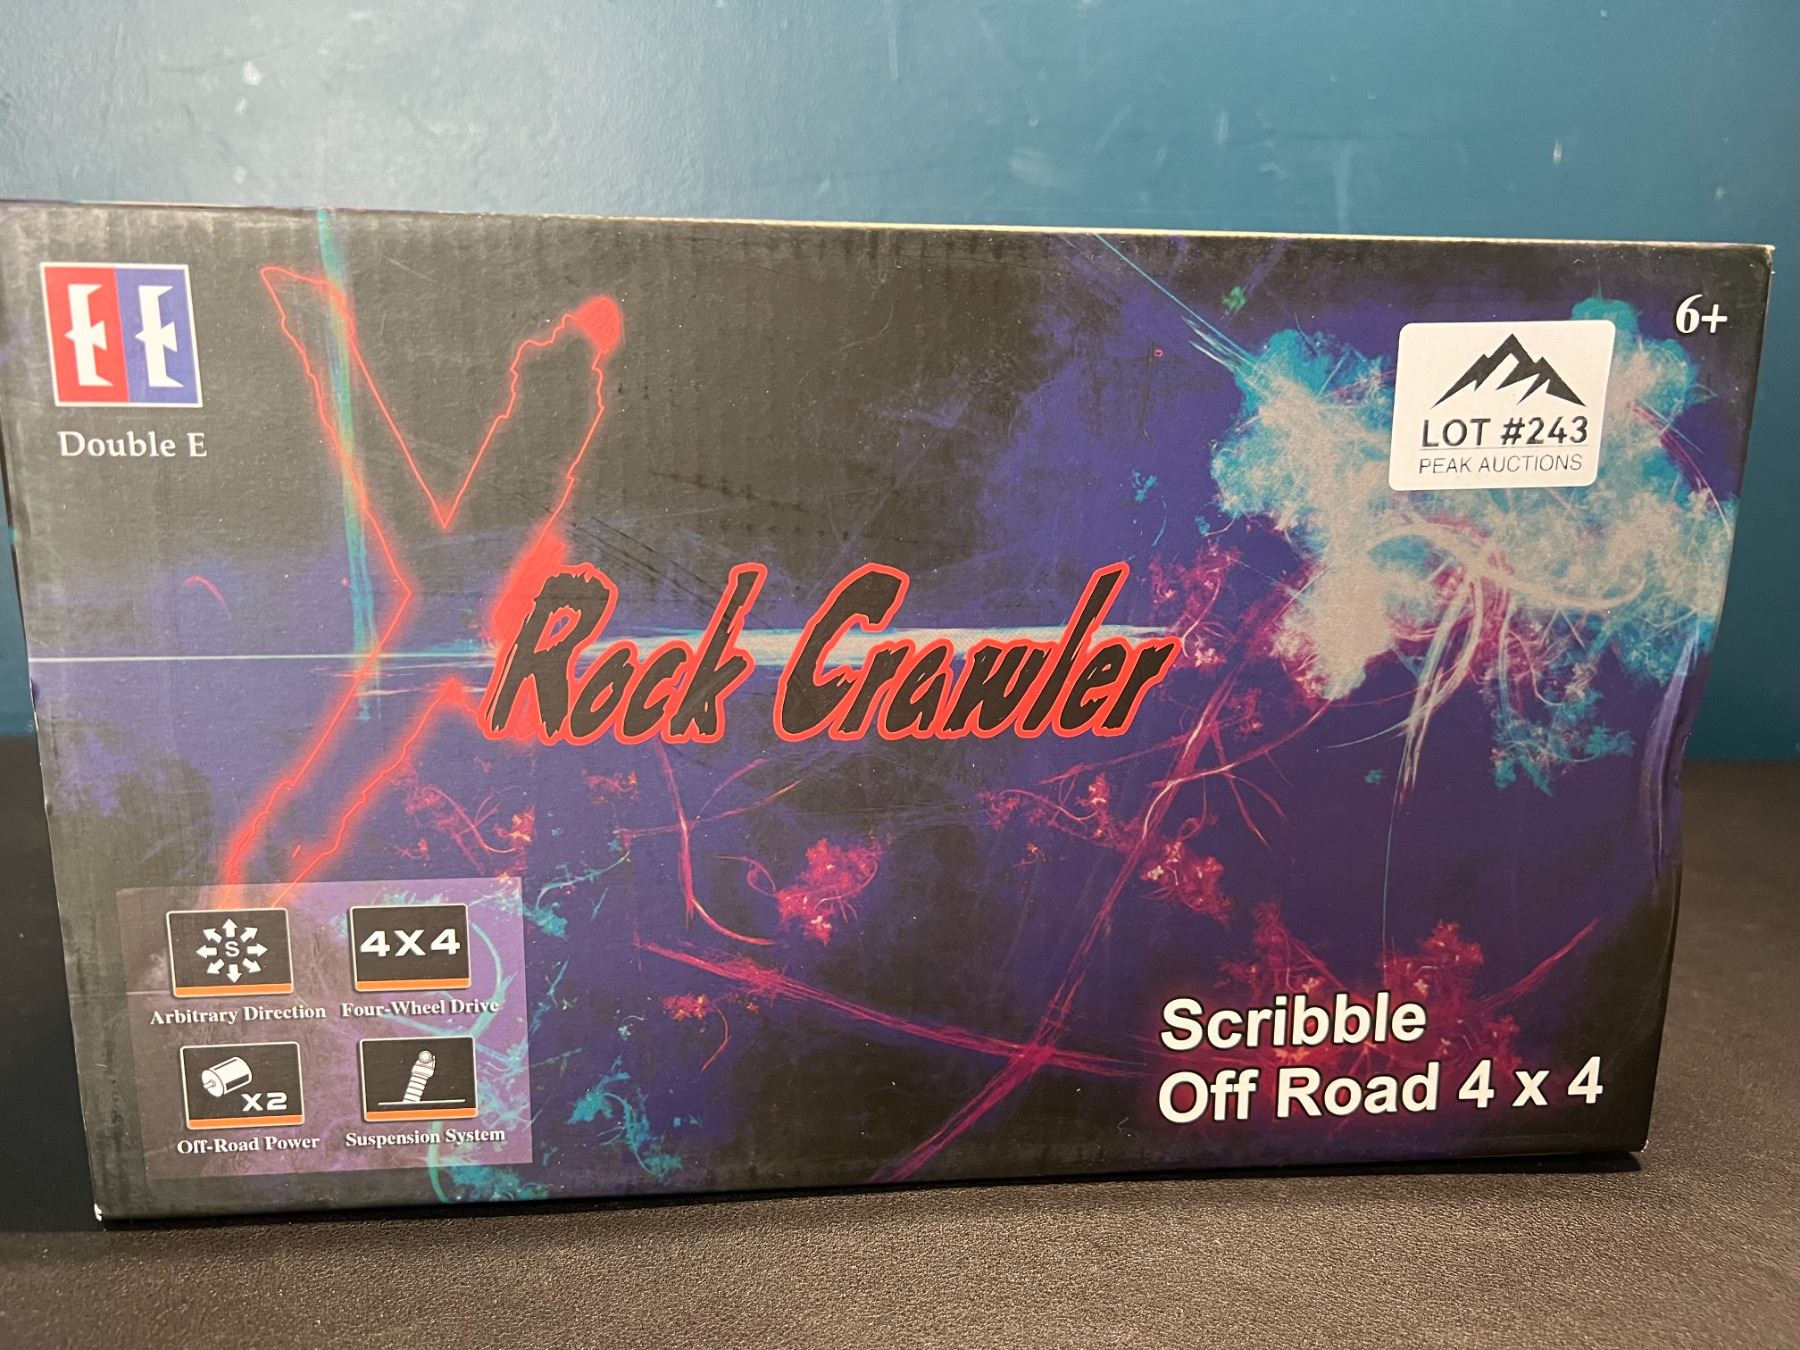 EE
Double E
6+
LOT #243
PEAK AUCTIONS
Rock Crawler
S
4X4
Arbitrary Direction
Four-Wheel Drive
X2
Off-Road Power
Suspension System
Scribble
Off Road 4 x 4